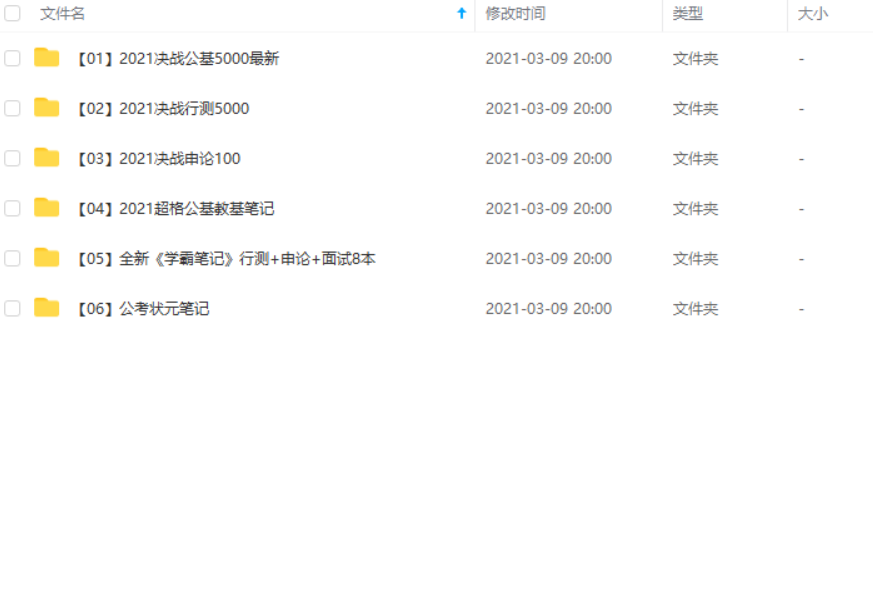 文件名 修改时间 类型 大小
【01】2021决战公基5000最新 2021-03-09 20:00 文件夹 -
【02】2021决战行测5000 2021-03-09 20:00 文件夹 -
【03】2021决战申论100 2021-03-09 20:00 文件夹 -
【04】2021超格公基教基笔记 2021-03-09 20:00 文件夹 -
【05】全新《学霸笔记》行测+申论+面试8本 2021-03-09 20:00 文件夹 -
【06】公考状元笔记 2021-03-09 20:00 文件夹 -